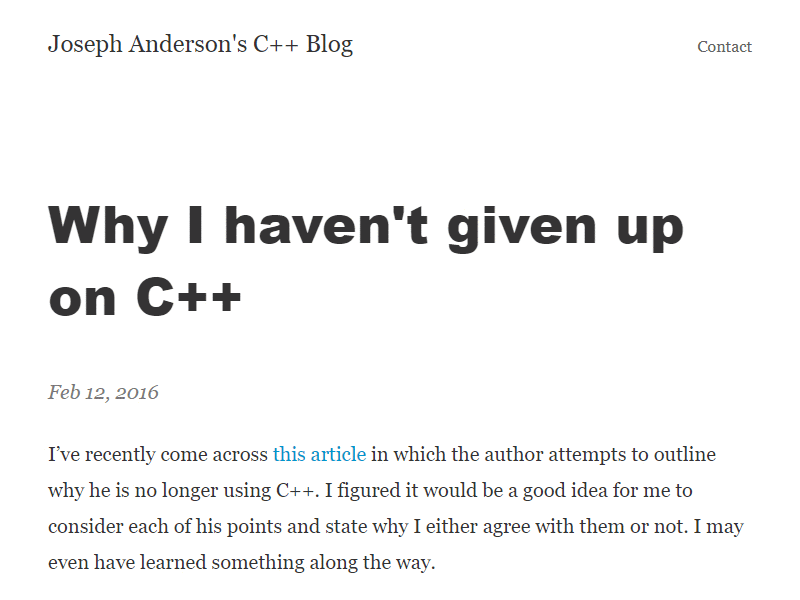 Joseph Anderson's C++ Blog
Contact
Why I haven't given up
on C++
Feb 12, 2016
I’ve recently come across this article in which the author attempts to outline
why he is no longer using C++. I figured it would be a good idea for me to
consider each of his points and state why I either agree with them or not. I may
even have learned something along the way.